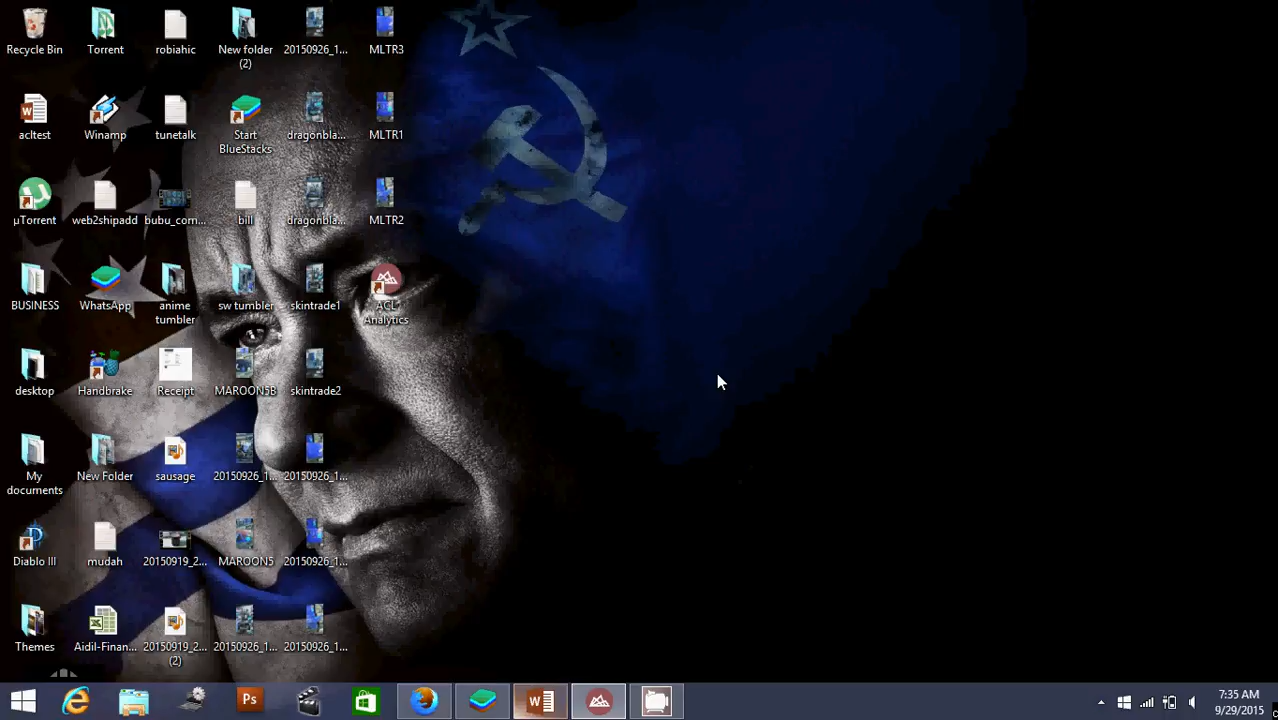 Recycle Bin
Torrent
robiahic
New folder
(2)
20150926_1...
MLTR3
acltest
Winamp
tunetalk
Start
BlueStacks
dragonbla...
MLTR1
µTorrent
web2shipadd
bubu_com...
bill
dragonbla...
MLTR2
BUSINESS
WhatsApp
anime
tumbler
sw tumbler
skintrade1
ACL
Analytics
desktop
Handbrake
Receipt
MAROON5B
skintrade2
My
documents
New Folder
sausage
20150926_1...
20150926_1...
Diablo III
mudah
20150919_2...
MAROON5
20150926_1...
Themes
Aidil-Finan...
20150919_2...
(2)
20150926_1...
20150926_1...
Ps
7:35 AM
9/29/2015